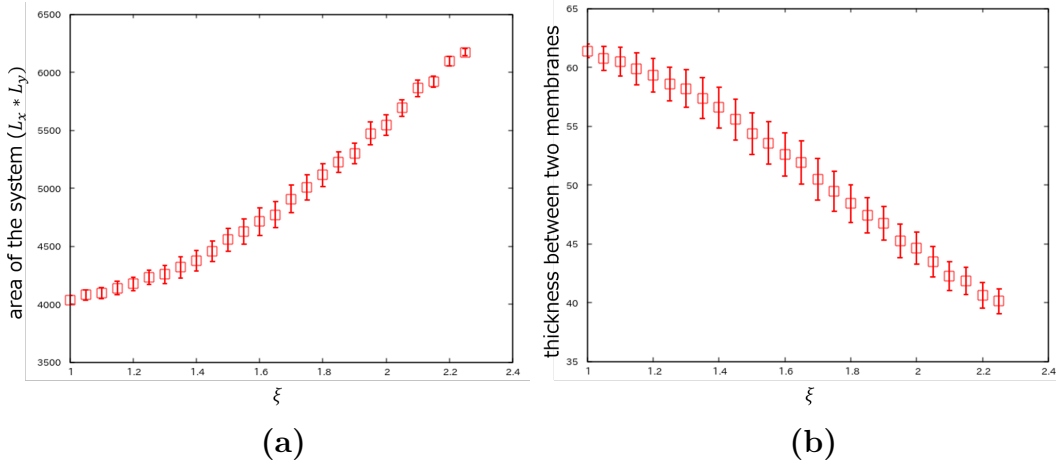 area of the system (L_x * L_y)
6500
6000
5500
5000
4500
4000
3500
1 1.2 1.4 1.6 1.8 2 2.2 2.4
ξ
(a)
thickness between two membranes
65
60
55
50
45
40
35
1 1.2 1.4 1.6 1.8 2 2.2 2.4
ξ
(b)